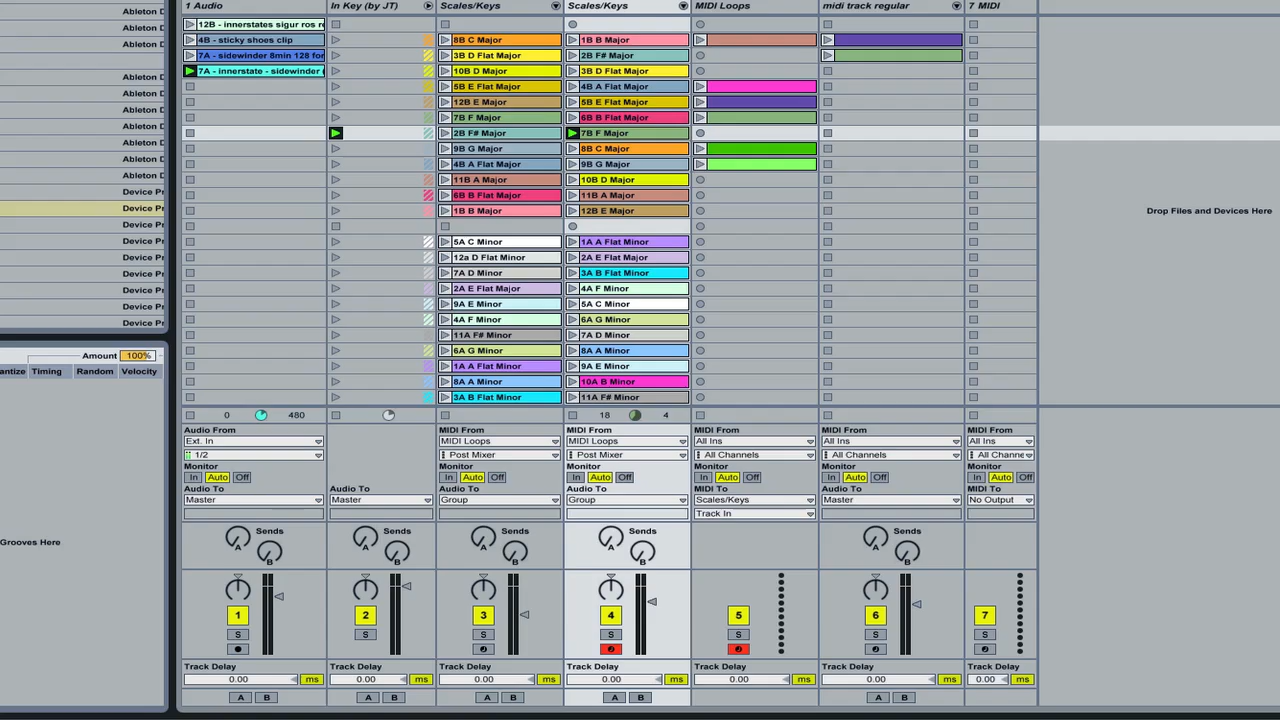 Ableton D
Ableton D
Ableton D
Ableton D
Ableton D
Ableton D
Ableton D
Ableton D
Ableton D
Ableton D
Device Pr
Device Pr
Device Pr
Device Pr
Device Pr
Device Pr
Device Pr
Device Pr
Device Pr
Amount 100%
antize Timing Random Velocity
Grooves Here
1 Audio In Key (by JT) Scales/Keys Scales/Keys MIDI Loops midi track regular 7 MIDI
12B - innerstates sigur ros r
4B - sticky shoes clip 8B C Major 1B B Major
7A - sidewinder 8min 128 for 3B D Flat Major 2B F# Major
7A - innerstate - sidewinder ( 10B D Major 3B D Flat Major
5B E Flat Major 4B A Flat Major
12B E Major 5B E Flat Major
7B F Major 6B B Flat Major
2B F# Major 7B F Major
9B G Major 8B C Major
4B A Flat Major 9B G Major
11B A Major 10B D Major
6B B Flat Major 11B A Major
1B B Major 12B E Major
Drop Files and Devices Here
5A C Minor 1A A Flat Minor
12a D Flat Minor 2A E Flat Major
7A D Minor 3A B Flat Minor
2A E Flat Major 4A F Minor
9A E Minor 5A C Minor
4A F Minor 6A G Minor
11A F# Minor 7A D Minor
6A G Minor 8A A Minor
1A A Flat Minor 9A E Minor
8A A Minor 10A B Minor
3A B Flat Minor 11A F# Minor
0 480 18 4
Audio From MIDI From MIDI From MIDI From MIDI From MIDI From
Ext. In MIDI Loops MIDI Loops All Ins All Ins All Ins
1/2 Post Mixer Post Mixer All Channels All Channels All Channe
Monitor Monitor Monitor Monitor Monitor Monitor
In Auto Off In Auto Off In Auto Off In Auto Off In Auto Off In Auto Off
Audio To Audio To Audio To Audio To MIDI To Audio To MIDI To
Master Master Group Group Scales/Keys Master No Output
Track In
Sends Sends Sends Sends Sends
A B A B A B A B A B
1 2 3 4 5 6 7
S S S S S S S
Track Delay Track Delay Track Delay Track Delay Track Delay Track Delay Track Delay
0.00 ms 0.00 ms 0.00 ms 0.00 ms 0.00 ms 0.00 ms 0.00 ms
A B A B A B A B A B